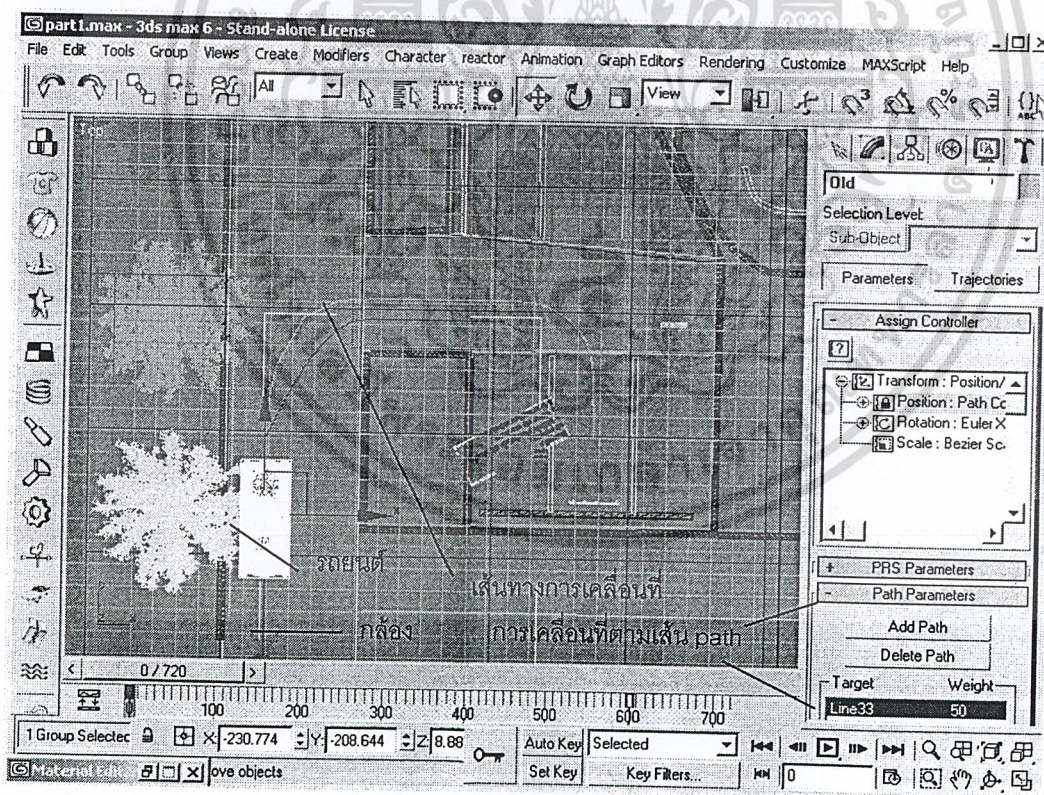 part1.max - 3ds max 6 - Stand-alone License
File Edit Tools Group Views Create Modifiers Character reactor Animation Graph Editors Rendering Customize MAXScript Help
All
View
3
%
ABC
Top
Old
Selection Level:
Sub-Object
Parameters Trajectories
- Assign Controller
?
Transform : Position/
Position : Path Cc
Rotation : Euler X
Scale : Bezier Sc
+ PRS Parameters
- Path Parameters
Add Path
Delete Path
Target Weight
Line33 50
x
รถยนต์
เส้นทางการเคลื่อนที่
กล้อง
การเคลื่อนที่ตามเส้น path
< 0 / 720 >
100 200 300 400 500 600 700
1 Group Selectec X: -230.774 Y: -208.644 Z: 8.88
Auto Key Selected
Material Edit... ove objects
Set Key Key Filters...
0